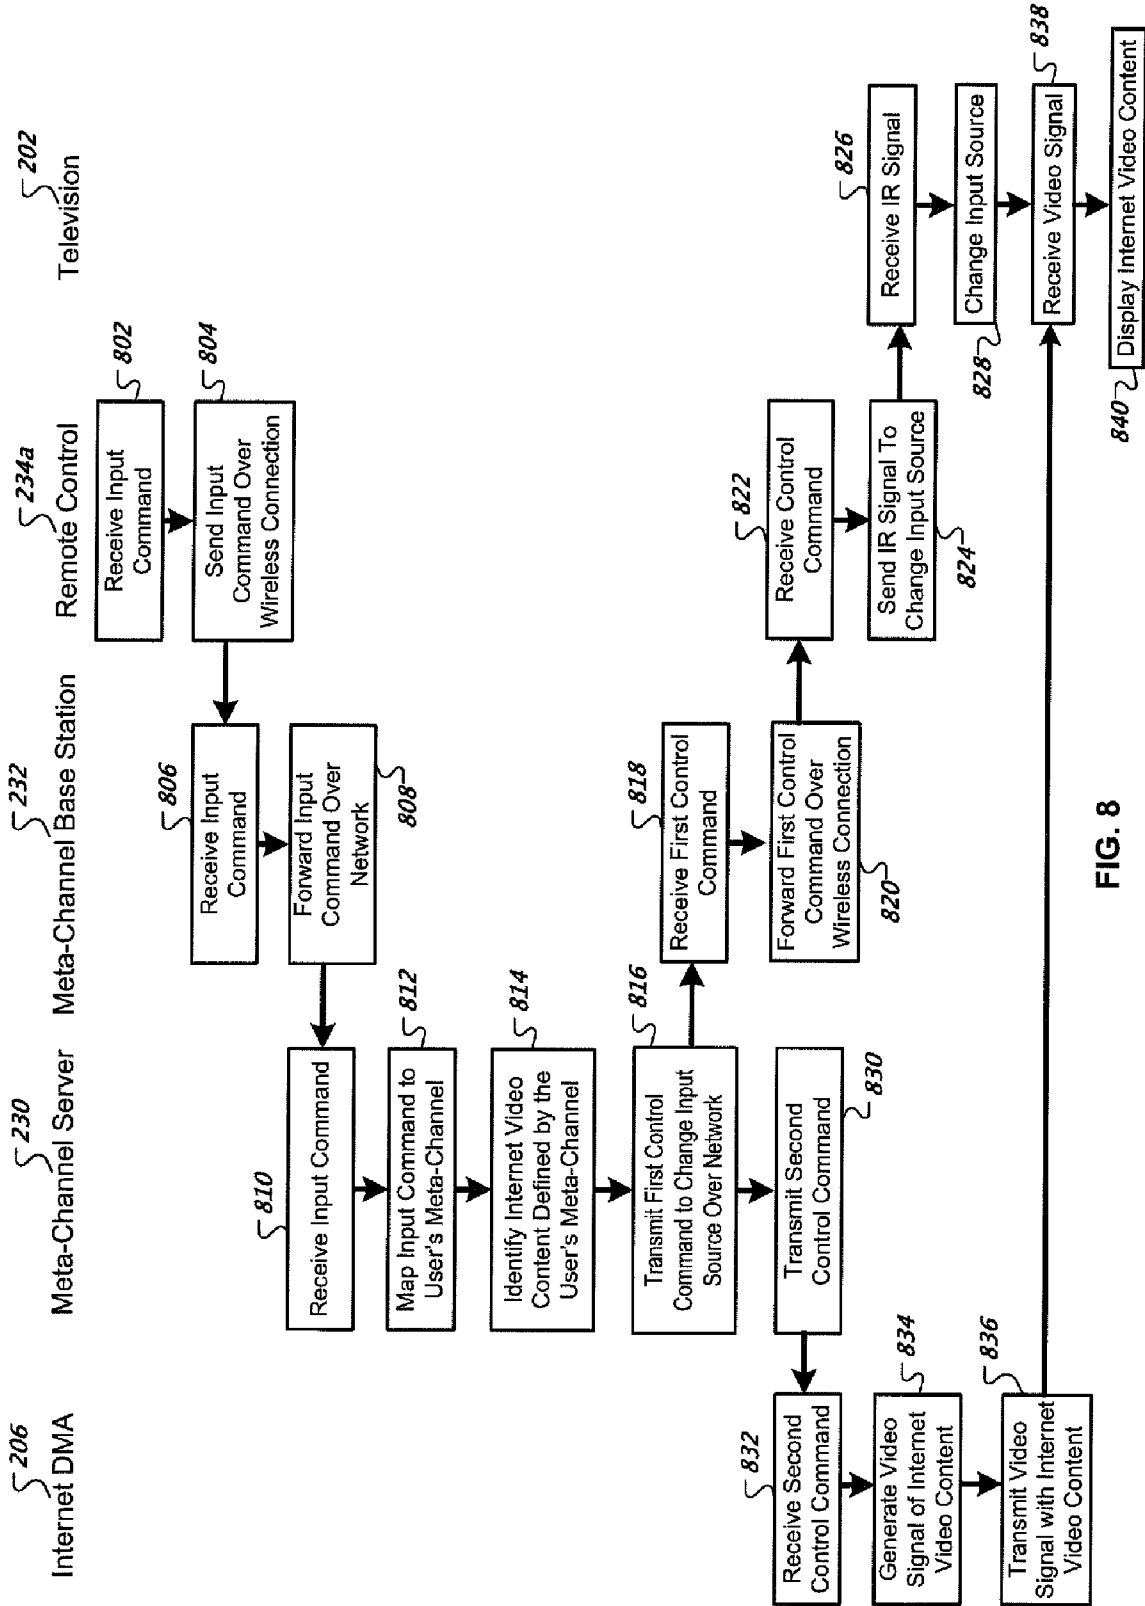 206
Internet DMA
230
Meta-Channel Server
232
Meta-Channel Base Station
234a
Remote Control
202
Television
802
Receive Input
Command
804
Send Input
Command Over
Wireless Connection
806
Receive Input
Command
808
Forward Input
Command Over
Network
810
Receive Input Command
812
Map Input Command to
User's Meta-Channel
814
Identify Internet Video
Content Defined by the
User's Meta-Channel
816
Transmit First Control
Command to Change Input
Source Over Network
818
Receive First Control
Command
820
Forward First Control
Command Over
Wireless Connection
822
Receive Control
Command
824
Send IR Signal To
Change Input Source
826
Receive IR Signal
828
Change Input Source
830
Transmit Second
Control Command
832
Receive Second
Control Command
834
Generate Video
Signal of Internet
Video Content
836
Transmit Video
Signal with Internet
Video Content
838
Receive Video Signal
840
Display Internet Video Content
FIG. 8